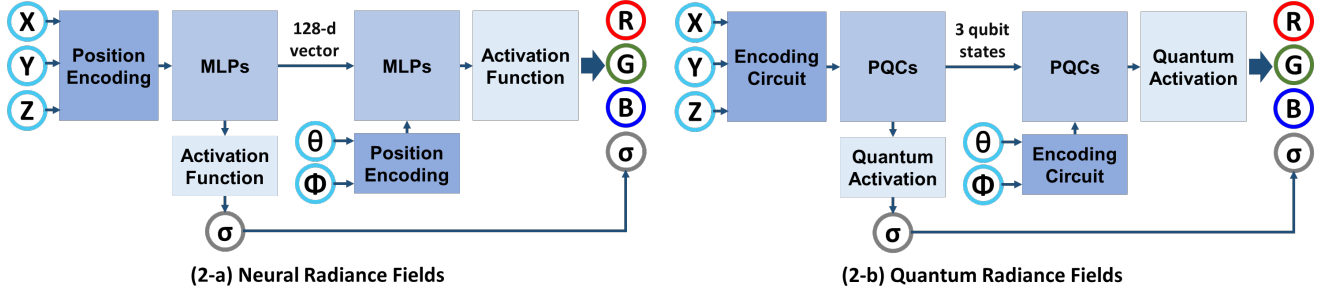 X
Y
Z
Position
Encoding
MLPs
128-d
vector
MLPs
Activation
Function
R
G
B
σ
Activation
Function
θ
Φ
Position
Encoding
σ
(2-a) Neural Radiance Fields
X
Y
Z
Encoding
Circuit
PQCs
3 qubit
states
PQCs
Quantum
Activation
R
G
B
σ
Quantum
Activation
θ
Φ
Encoding
Circuit
σ
(2-b) Quantum Radiance Fields